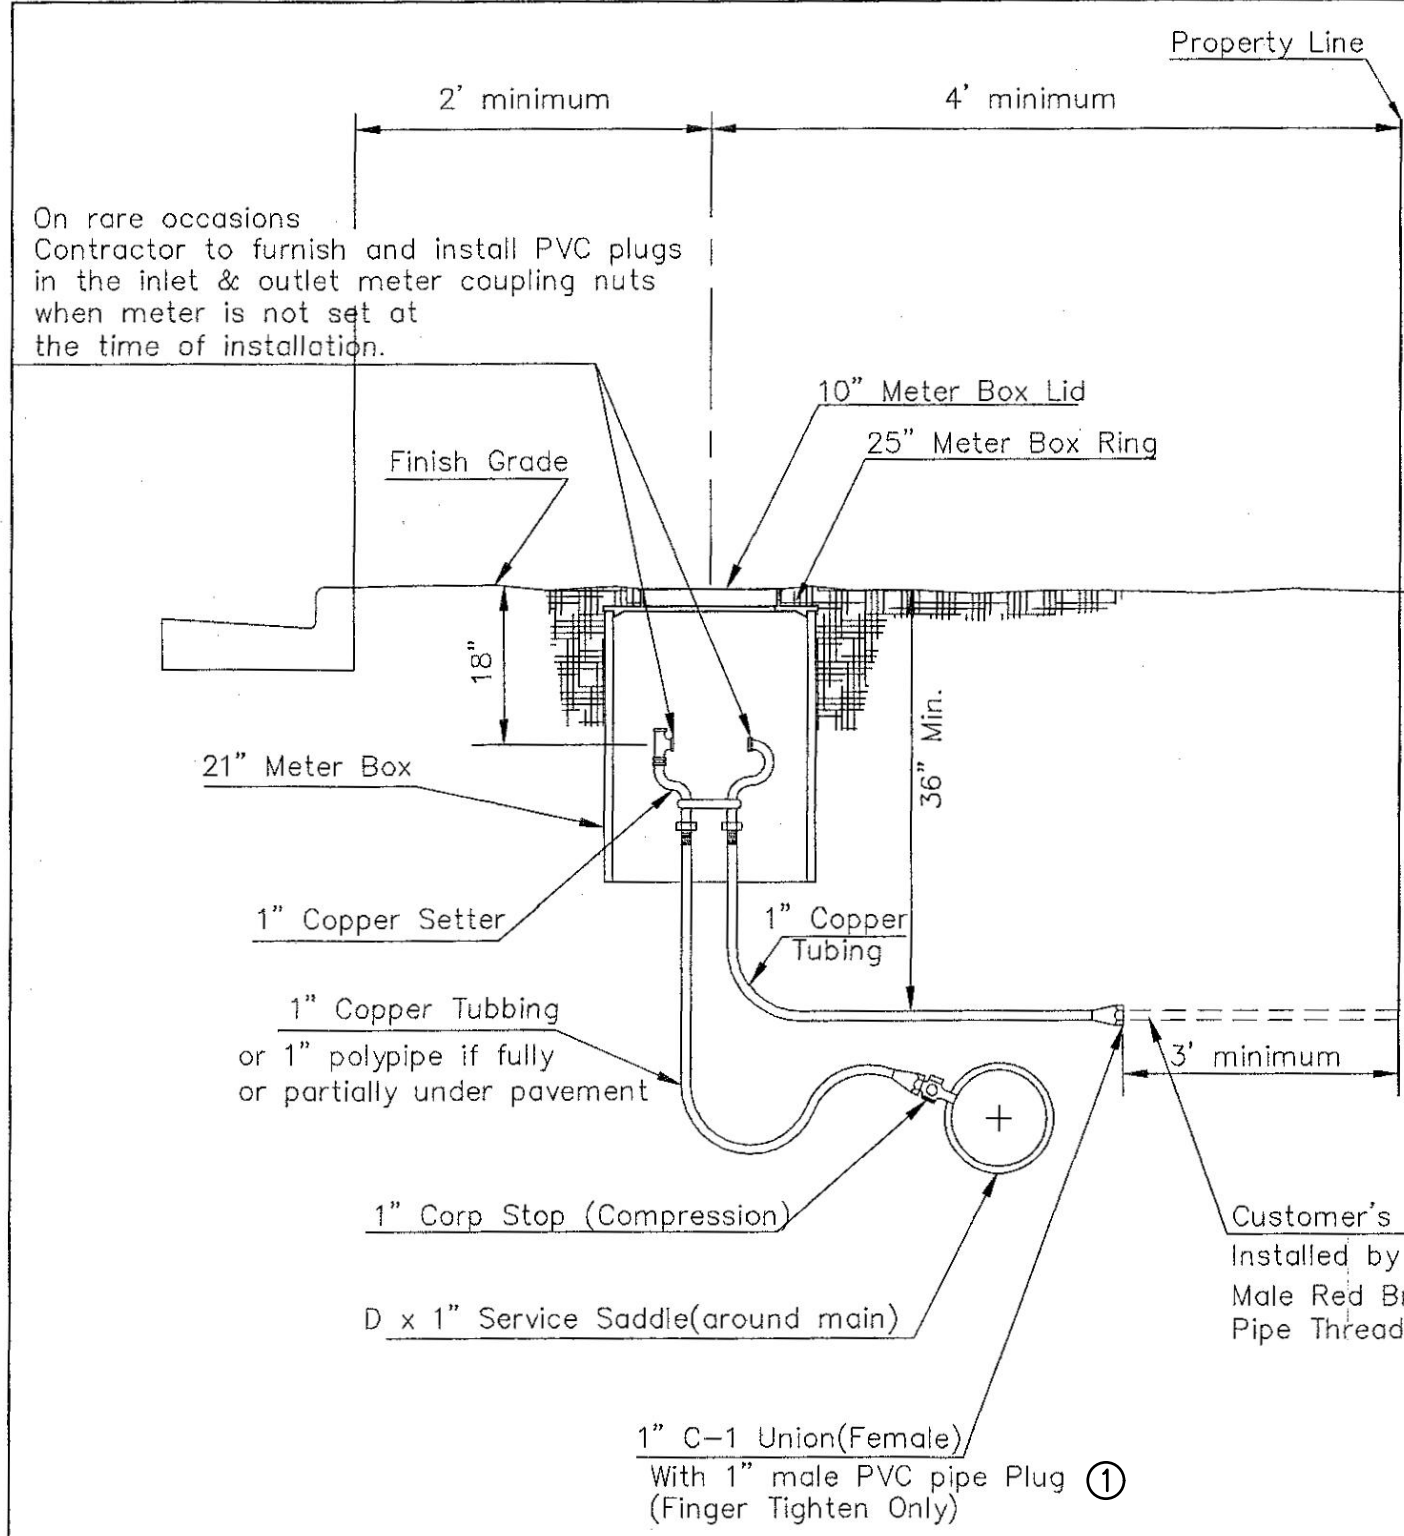 Property Line
2' minimum
4' minimum
On rare occasions
Contractor to furnish and install PVC plugs
in the inlet & outlet meter coupling nuts
when meter is not set at
the time of installation.
10" Meter Box Lid
25" Meter Box Ring
Finish Grade
18"
36" Min.
21" Meter Box
1" Copper Setter
1" Copper
Tubing
1" Copper Tubbing
or 1" polypipe if fully
or partially under pavement
3' minimum
1" Corp Stop (Compression)
Customer's
Installed by
Male Red
Pipe Thread
D x 1" Service Saddle(around main)
1" C-1 Union(Female)
With 1" male PVC pipe Plug ①
(Finger Tighten Only)